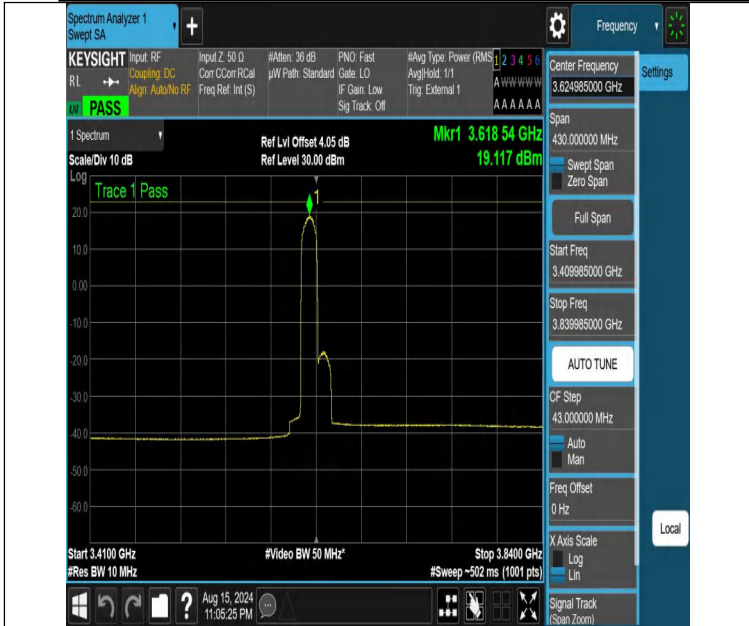 Spectrum Analyzer 1
Swept SA
+
Frequency
KEYSIGHT
RL
LXI
PASS
Input: RF
Coupling: DC
Align: Auto/No RF
Input Z: 50 Ω
Corr CCorr RCal
Freq Ref: Int (S)
#Atten: 36 dB
µW Path: Standard
PNO: Fast
Gate: LO
IF Gain: Low
Sig Track: Off
#Avg Type: Power (RMS
Avg|Hold: 1/1
Trig: External 1
1 2 3 4 5 6
A W W W W W
A A A A A A
1 Spectrum
Scale/Div 10 dB
Log
Ref Lvl Offset 4.05 dB
Ref Level 30.00 dBm
Mkr1 3.618 54 GHz
19.117 dBm
Trace 1 Pass
1
20.0
10.0
0.00
-10.0
-20.0
-30.0
-40.0
-50.0
-60.0
Start 3.4100 GHz
#Res BW 10 MHz
#Video BW 50 MHz*
Stop 3.8400 GHz
#Sweep ~502 ms (1001 pts)
?
Aug 15, 2024
11:05:25 PM
Center Frequency
3.624985000 GHz
Settings
Span
430.000000 MHz
Swept Span
Zero Span
Full Span
Start Freq
3.409985000 GHz
Stop Freq
3.839985000 GHz
AUTO TUNE
CF Step
43.000000 MHz
Auto
Man
Freq Offset
0 Hz
Local
X Axis Scale
Log
Lin
Signal Track
(Span Zoom)